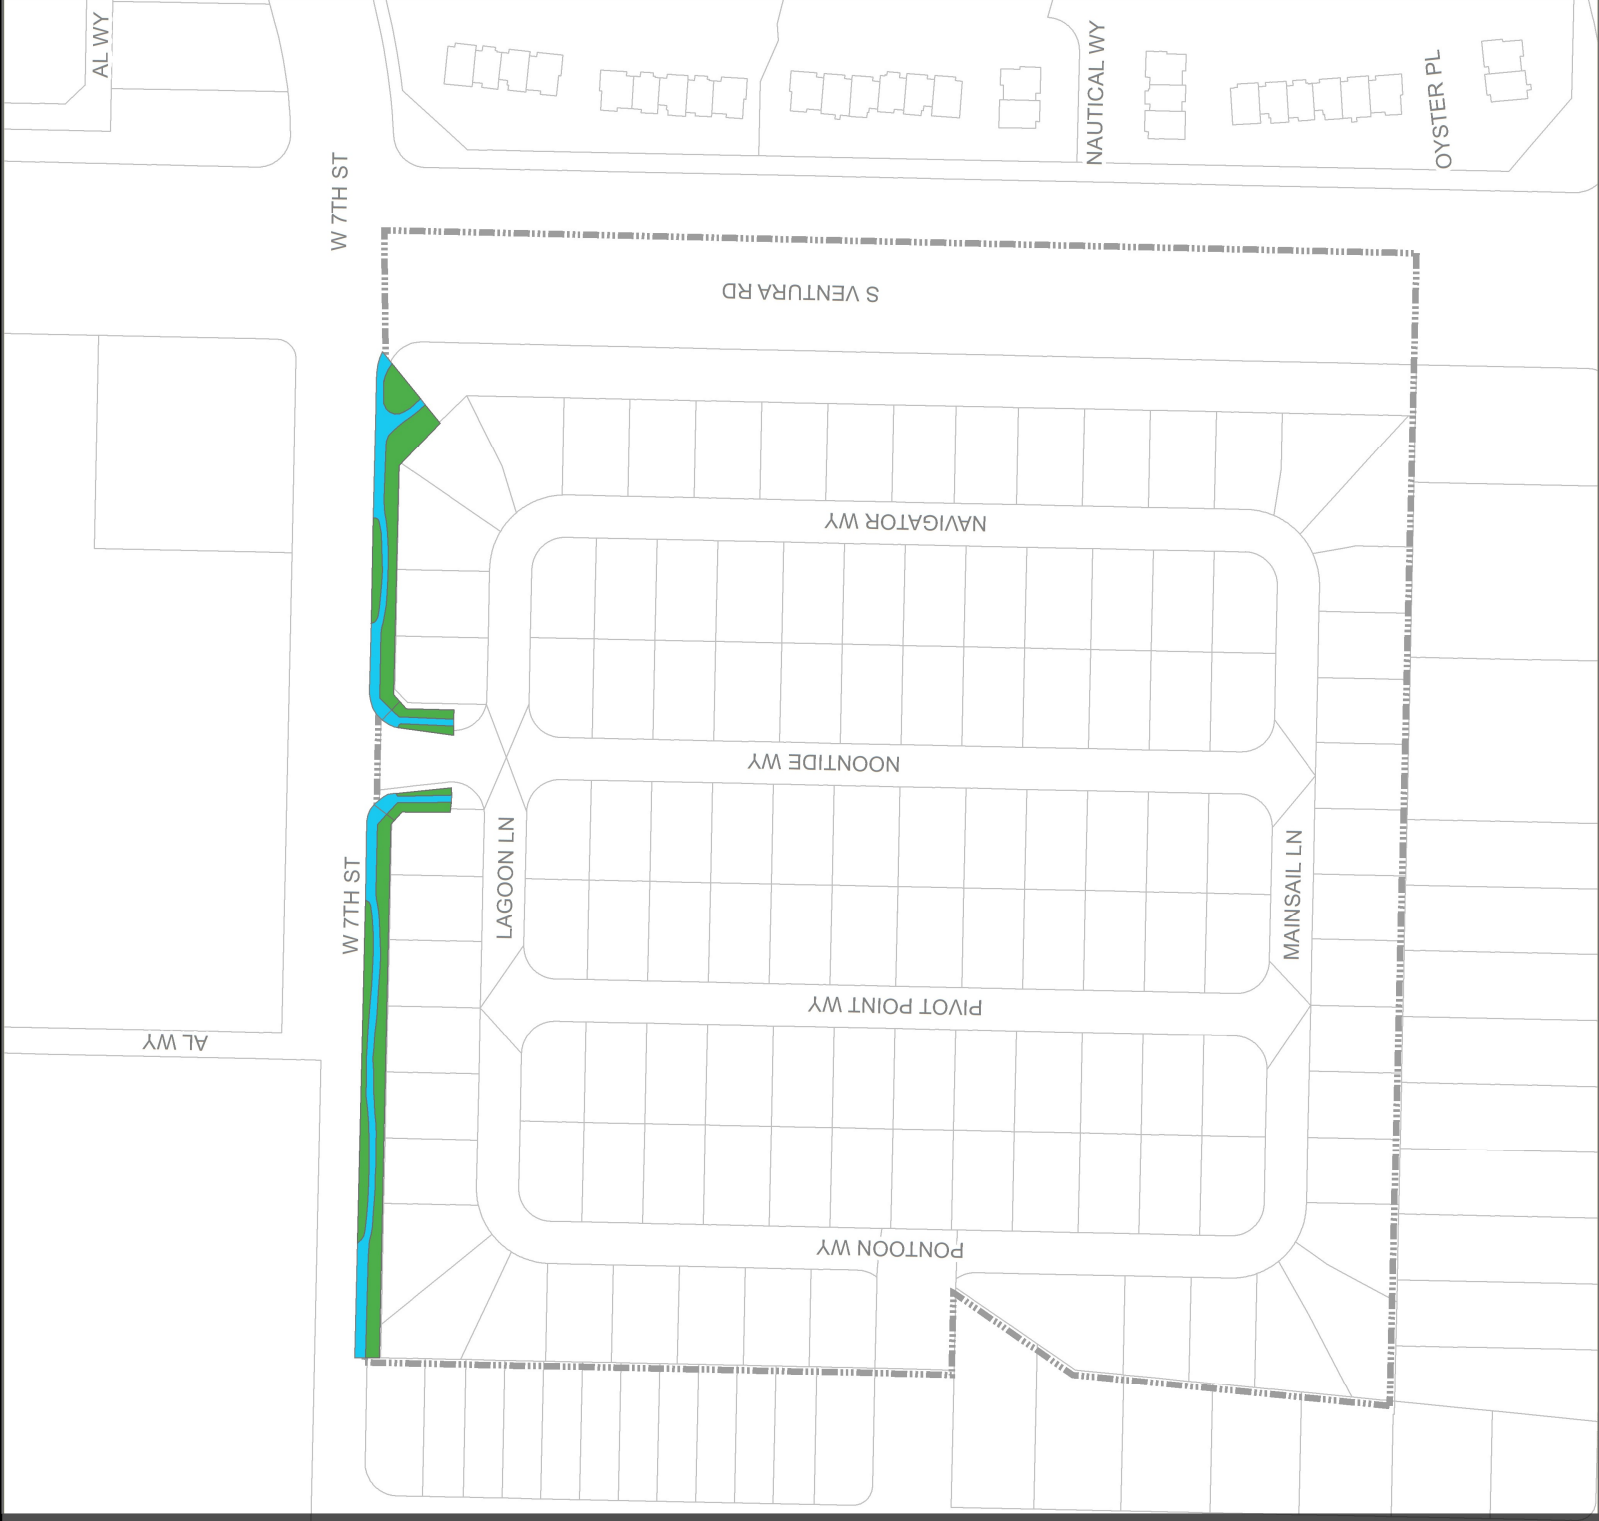 AL WY
NAUTICAL WY
OYSTER PL
W 7TH ST
S VENTURA RD
NAVIGATOR WY
NOONTIDE WY
LAGOON LN
MAINSAIL LN
W 7TH ST
PIVOT POINT WY
AL WY
PONTOON WY